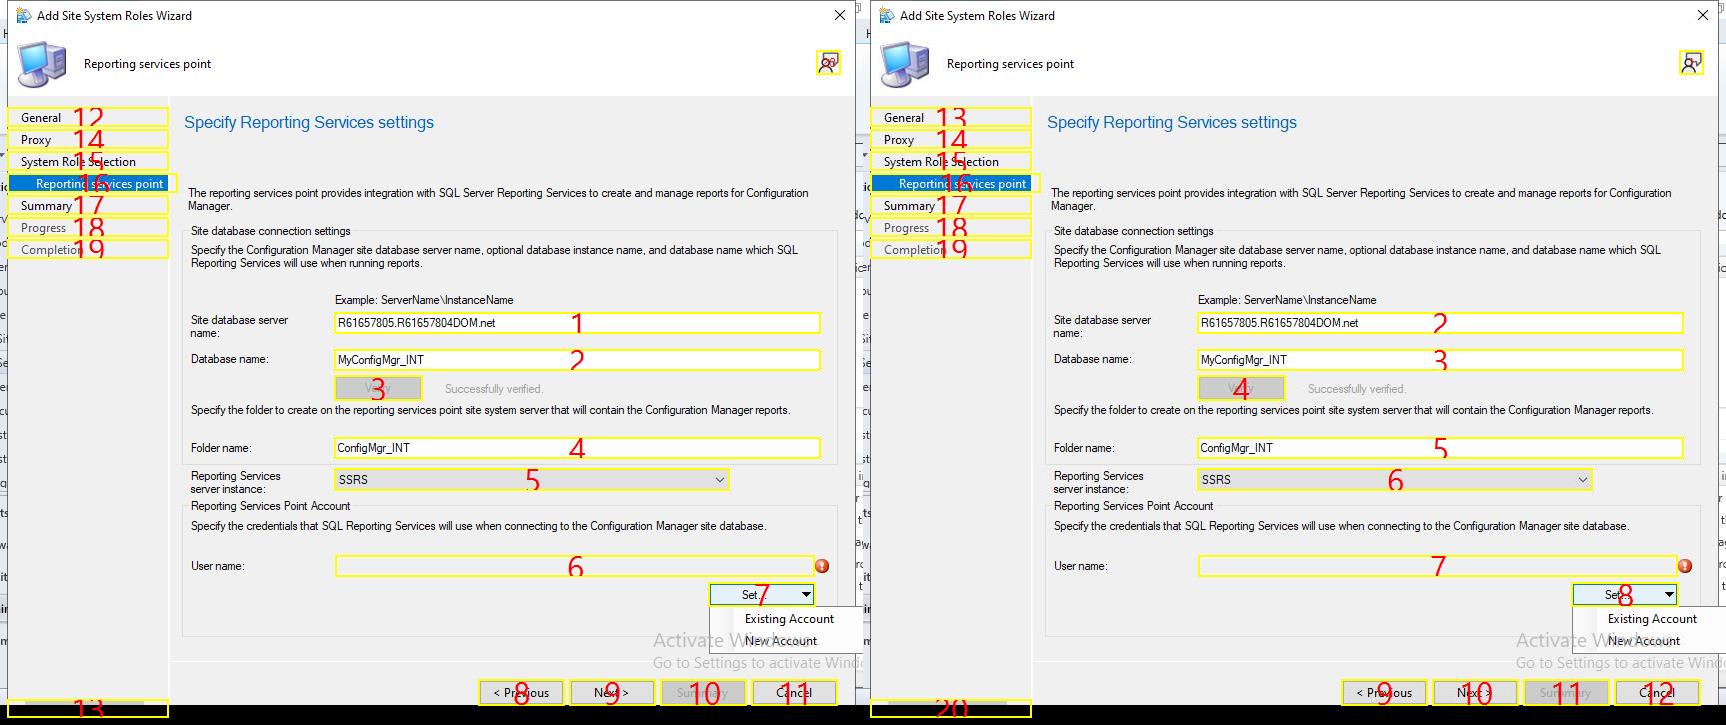 Add Site System Roles Wizard
Reporting services point
General 12
Proxy 14
System Role Selection 15
Reporting services point 16
Summary 17
Progress 18
Completion 19
13
Specify Reporting Services settings
The reporting services point provides integration with SQL Server Reporting Services to create and manage reports for Configuration
Manager.
Site database connection settings
Specify the Configuration Manager site database server name, optional database instance name, and database name which SQL
Reporting Services will use when running reports.
Example: ServerName\InstanceName
Site database server
name:
R61657805.R61657804DOM.net 1
Database name: MyConfigMgr_INT 2
Verify 3 Successfully verified.
Specify the folder to create on the reporting services point site system server that will contain the Configuration Manager reports.
Folder name: ConfigMgr_INT 4
Reporting Services
server instance:
SSRS 5
Reporting Services Point Account
Specify the credentials that SQL Reporting Services will use when connecting to the Configuration Manager site database.
User name: 6
Set... 7
Existing Account
New Account
Activate Windows
Go to Settings to activate Windo
< Previous 8
Next > 9
Summary 10
Cancel 11
Add Site System Roles Wizard
Reporting services point
General 13
Proxy 14
System Role Selection 15
Reporting services point 16
Summary 17
Progress 18
Completion 19
20
Specify Reporting Services settings
The reporting services point provides integration with SQL Server Reporting Services to create and manage reports for Configuration
Manager.
Site database connection settings
Specify the Configuration Manager site database server name, optional database instance name, and database name which SQL
Reporting Services will use when running reports.
Example: ServerName\InstanceName
Site database server
name:
R61657805.R61657804DOM.net 2
Database name: MyConfigMgr_INT 3
Verify 4 Successfully verified.
Specify the folder to create on the reporting services point site system server that will contain the Configuration Manager reports.
Folder name: ConfigMgr_INT 5
Reporting Services
server instance:
SSRS 6
Reporting Services Point Account
Specify the credentials that SQL Reporting Services will use when connecting to the Configuration Manager site database.
User name: 7
Set... 8
Existing Account
New Account
Activate Windows
Go to Settings to activate Windo
< Previous 9
Next > 10
Summary 11
Cancel 12